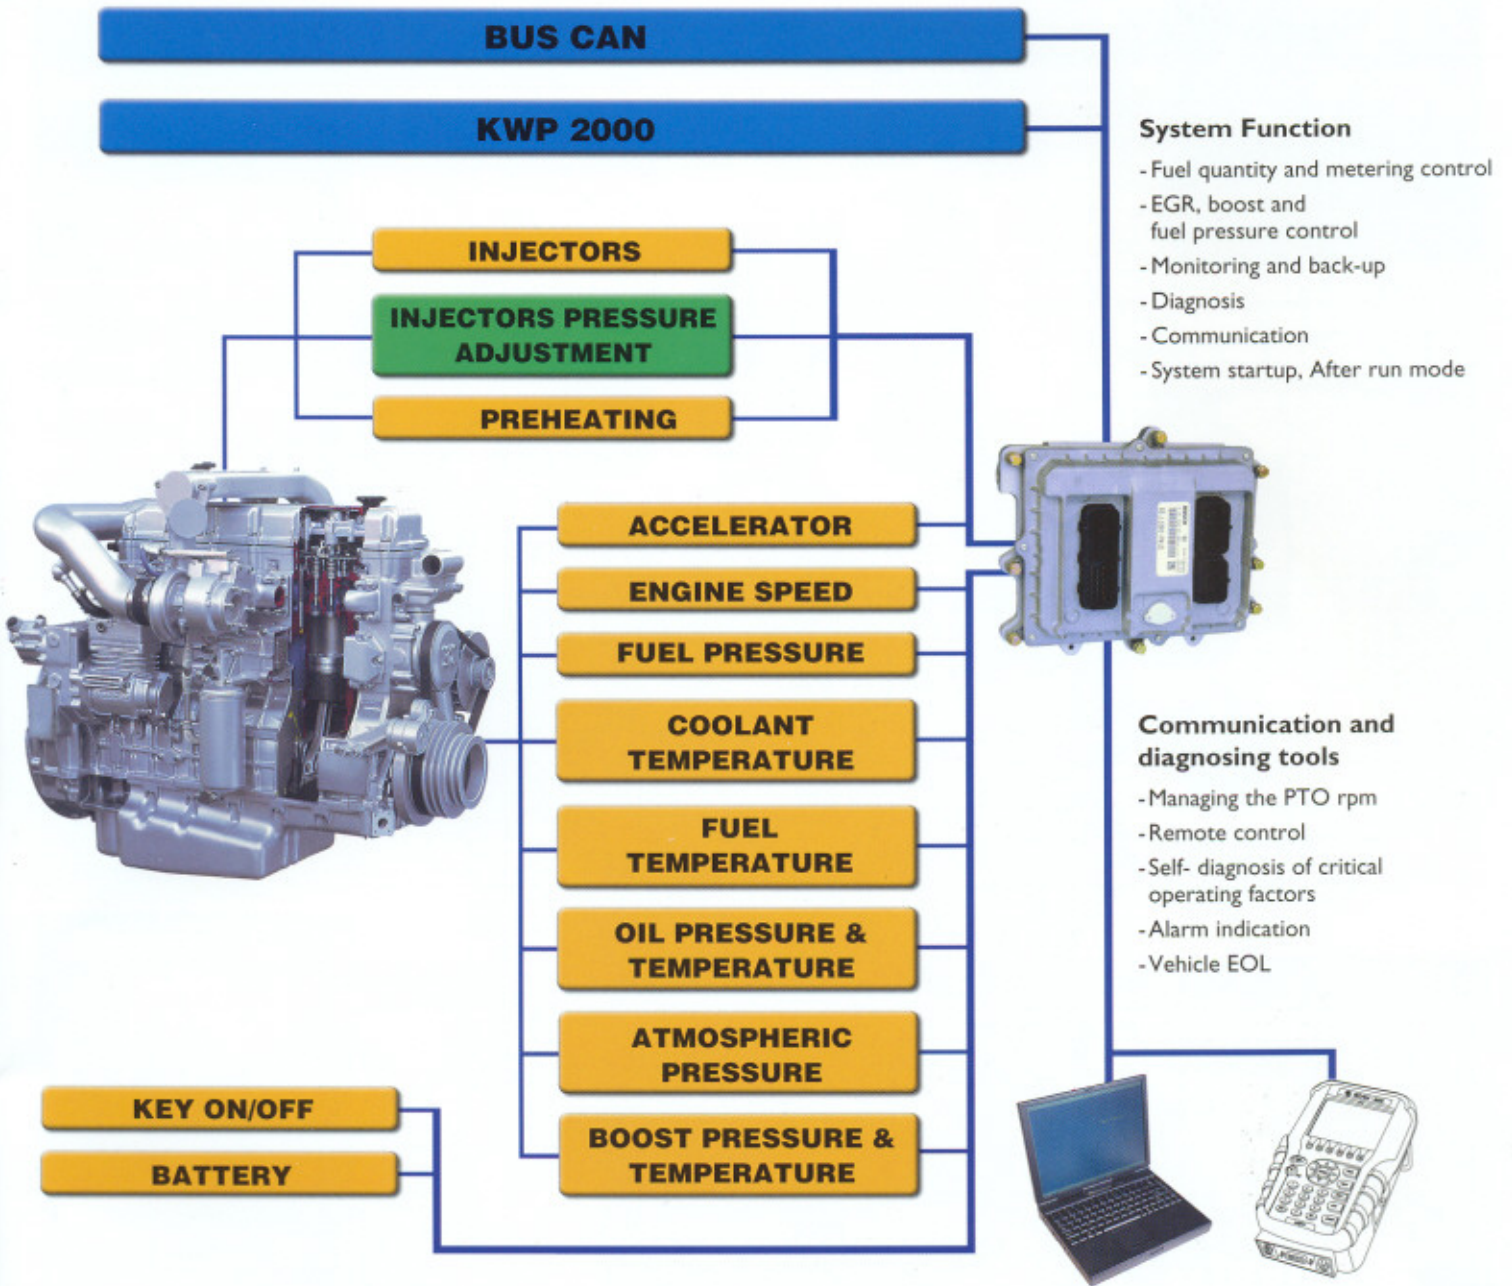 BUS CAN
KWP 2000
System Function
- Fuel quantity and metering control
- EGR, boost and
fuel pressure control
- Monitoring and back-up
- Diagnosis
- Communication
- System startup, After run mode
INJECTORS
INJECTORS PRESSURE
ADJUSTMENT
PREHEATING
ACCELERATOR
ENGINE SPEED
FUEL PRESSURE
COOLANT
TEMPERATURE
FUEL
TEMPERATURE
OIL PRESSURE &
TEMPERATURE
ATMOSPHERIC
PRESSURE
BOOST PRESSURE &
TEMPERATURE
KEY ON/OFF
BATTERY
Communication and
diagnosing tools
- Managing the PTO rpm
- Remote control
- Self- diagnosis of critical
operating factors
- Alarm indication
- Vehicle EOL